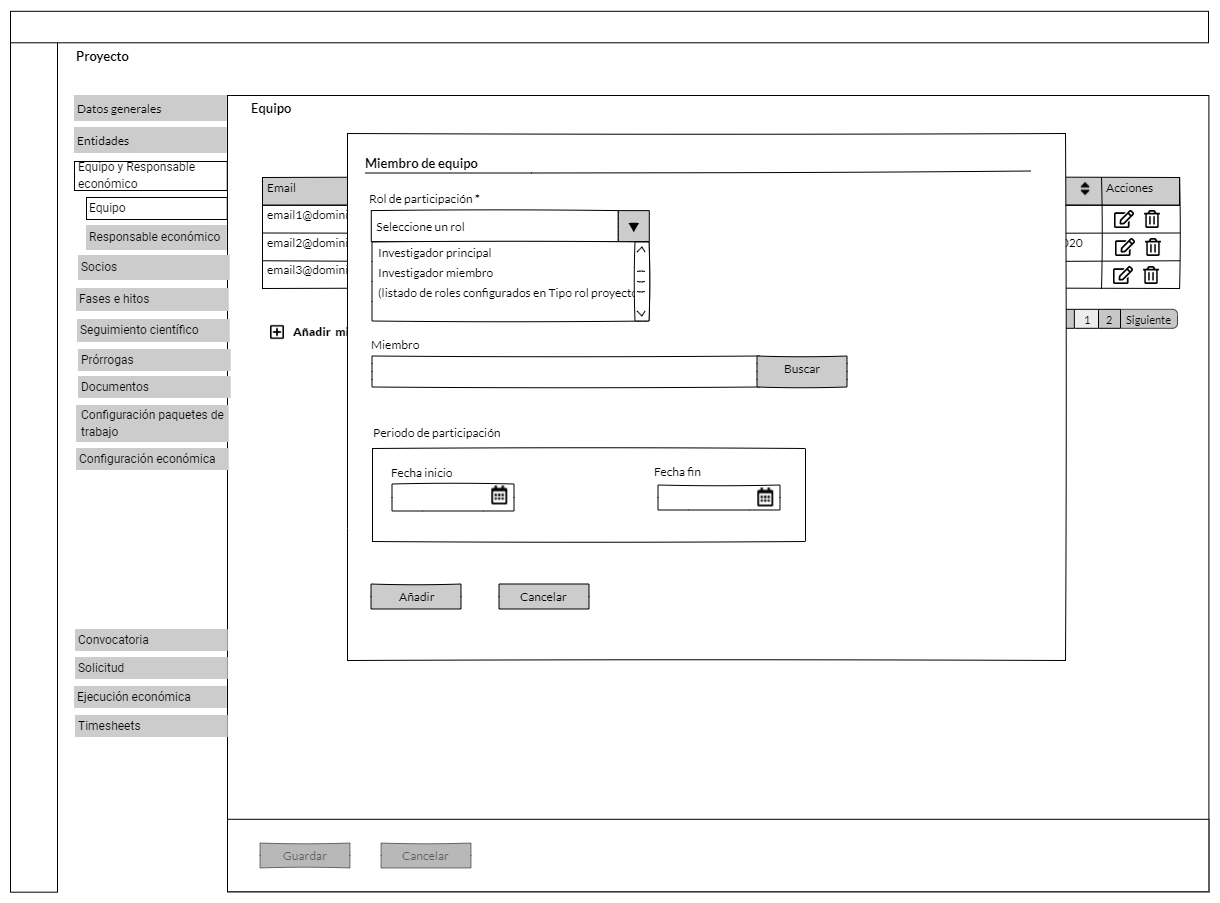 Proyecto
Datos generales
Entidades
Equipo y Responsable
económico
Equipo
Responsable económico
Socios
Fases e hitos
Seguimiento científico
Prórrogas
Documentos
Configuración paquetes de
trabajo
Configuración económica
Convocatoria
Solicitud
Ejecución económica
Timesheets
Equipo
Email
Acciones
email1@domini
email2@domini
020
email3@domini
Añadir mi
1 2 Siguiente
Miembro de equipo
Rol de participación *
Seleccione un rol
Investigador principal
Investigador miembro
(listado de roles configurados en Tipo rol proyecto
Miembro
Buscar
Periodo de participación
Fecha inicio
Fecha fin
Añadir
Cancelar
Guardar
Cancelar